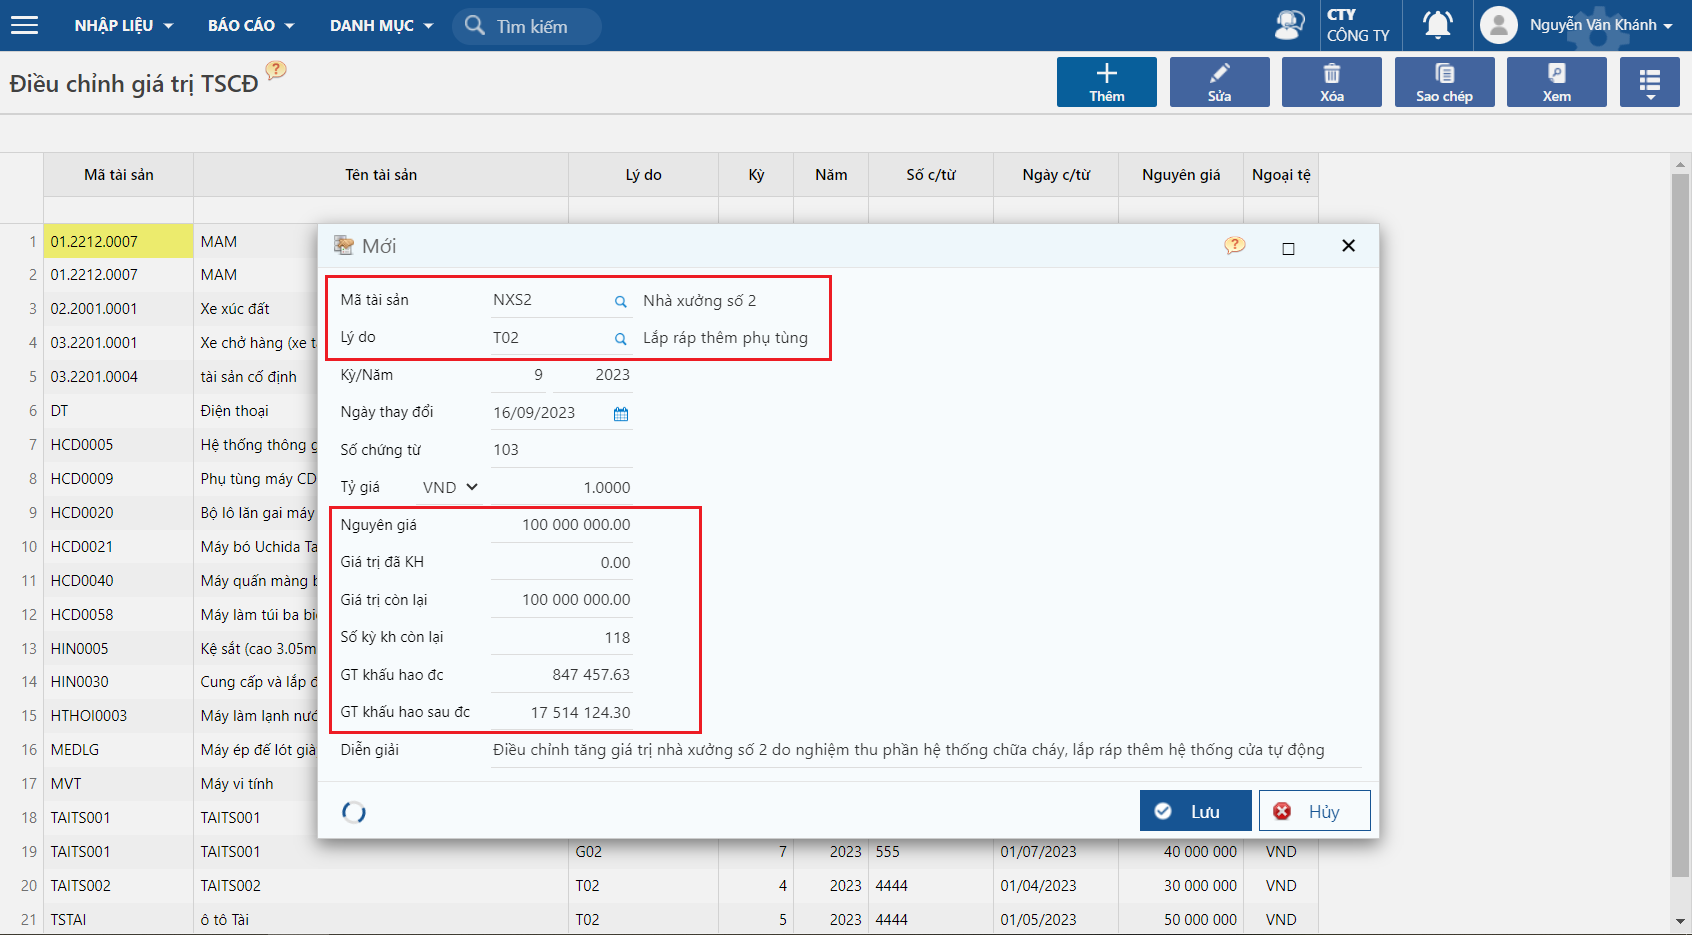 NHẬP LIỆU BÁO CÁO DANH MỤC Tìm kiếm CTY
CÔNG TY Nguyễn Văn Khánh
Điều chỉnh giá trị TSCĐ ? Thêm Sửa Xóa Sao chép Xem
Mã tài sản Tên tài sản Lý do Kỳ Năm Số c/từ Ngày c/từ Nguyên giá Ngoại tệ
1 01.2212.0007 MAM
2 01.2212.0007 MAM
3 02.2001.0001 Xe xúc đất
4 03.2201.0001 Xe chở hàng (xe t
5 03.2201.0004 tài sản cố định
6 DT Điện thoại
7 HCD0005 Hệ thống thông g
8 HCD0009 Phụ tùng máy CD
9 HCD0020 Bộ lô lăn gai máy
10 HCD0021 Máy bó Uchida Ta
11 HCD0040 Máy quấn màng b
12 HCD0058 Máy làm túi ba bi
13 HIN0005 Kệ sắt (cao 3.05m
14 HIN0030 Cung cấp và lắp đ
15 HTHOI0003 Máy làm lạnh nướ
16 MEDLG Máy ép đế lót già
17 MVT Máy vi tính
18 TAITS001 TAITS001
19 TAITS001 TAITS001 G02 7 2023 555 01/07/2023 40 000 000 VND
20 TAITS002 TAITS002 T02 4 2023 4444 01/04/2023 30 000 000 VND
21 TSTAI ô tô Tài T02 5 2023 4444 01/05/2023 50 000 000 VND
Mới ?
Mã tài sản NXS2 Nhà xưởng số 2
Lý do T02 Lắp ráp thêm phụ tùng
Kỳ/Năm 9 2023
Ngày thay đổi 16/09/2023
Số chứng từ 103
Tỷ giá VND 1.0000
Nguyên giá 100 000 000.00
Giá trị đã KH 0.00
Giá trị còn lại 100 000 000.00
Số kỳ kh còn lại 118
GT khấu hao đc 847 457.63
GT khấu hao sau đc 17 514 124.30
Diễn giải Điều chỉnh tăng giá trị nhà xưởng số 2 do nghiệm thu phần hệ thống chữa cháy, lắp ráp thêm hệ thống cửa tự động
Lưu Hủy